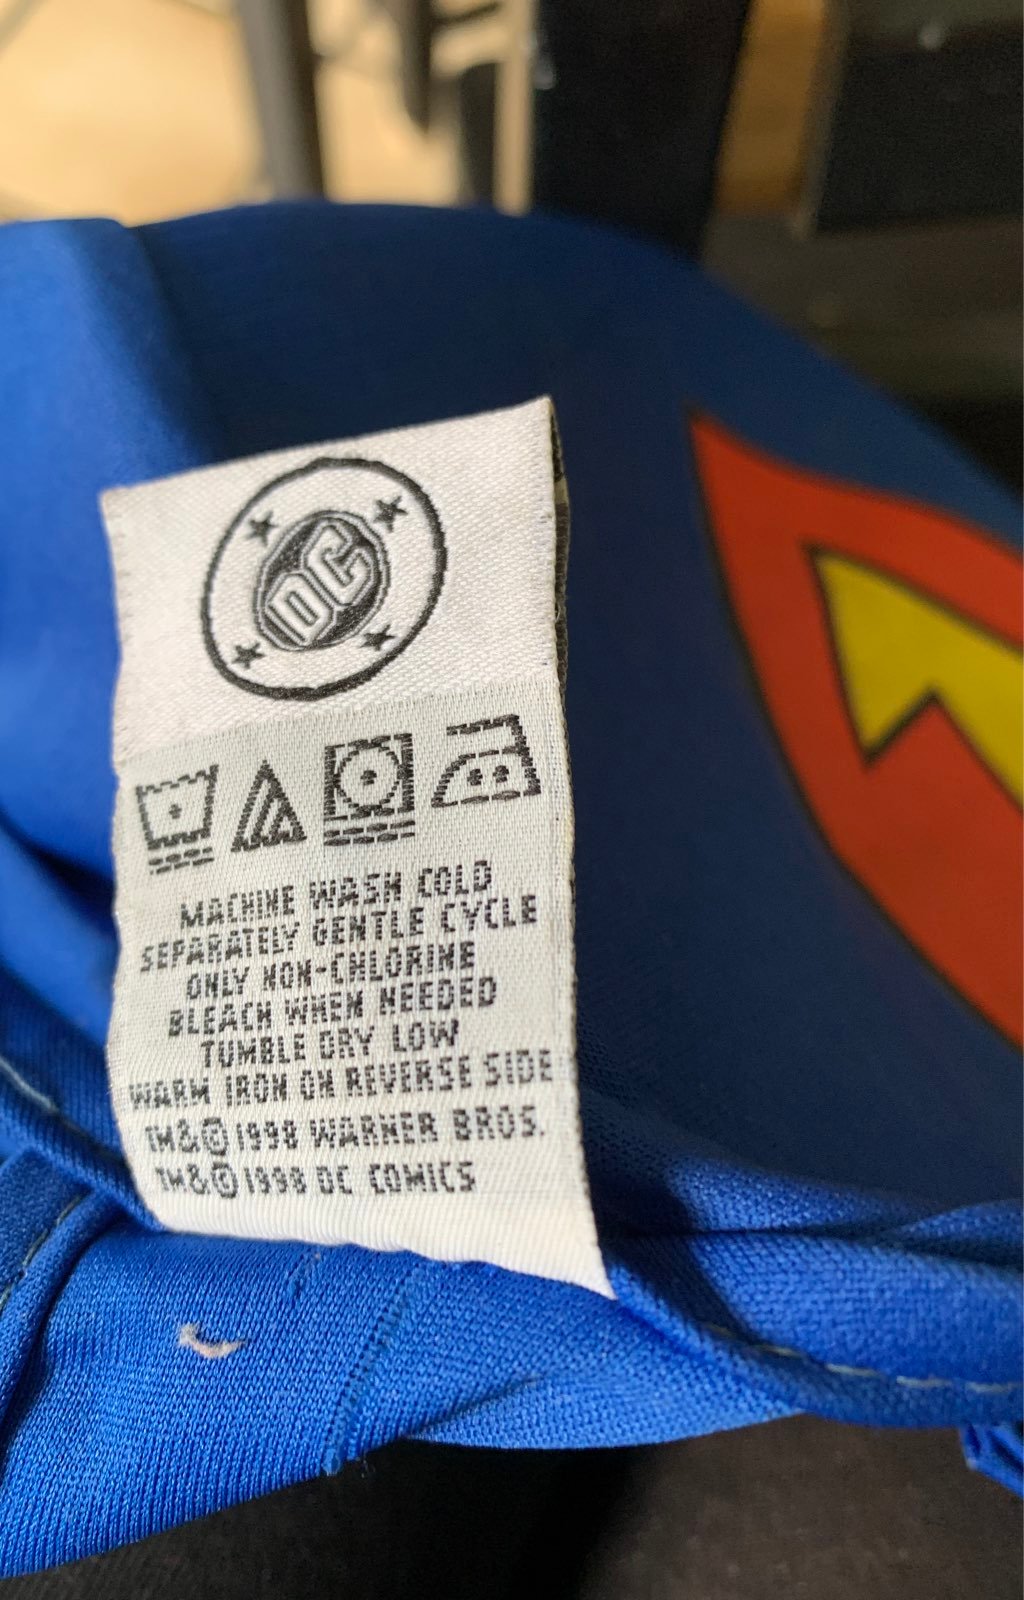 DC
MACHINE WASH COLD
SEPARATELY GENTLE CYCLE
ONLY NON-CHLORINE
BLEACH WHEN NEEDED
TUMBLE DRY LOW
WARM IRON ON REVERSE SIDE
TM&©1998 WARNER BROS.
TM&©1998 DC COMICS